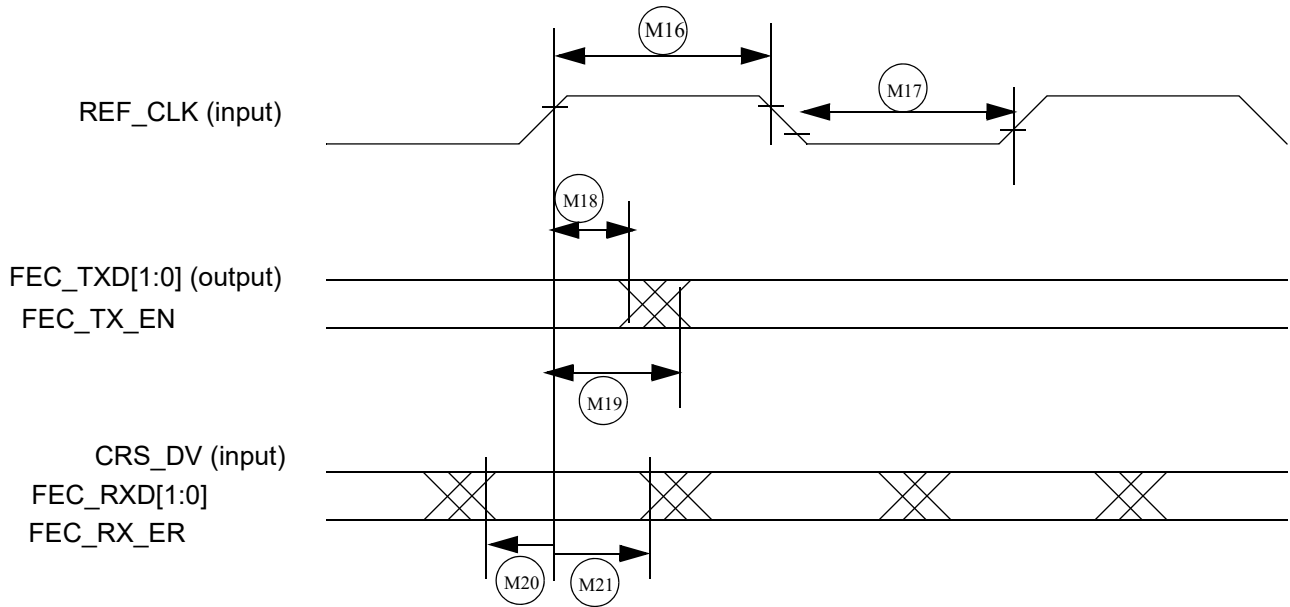 M16
REF_CLK (input)
M17
M18
FEC_TXD[1:0] (output)
FEC_TX_EN
M19
CRS_DV (input)
FEC_RXD[1:0]
FEC_RX_ER
M20
M21